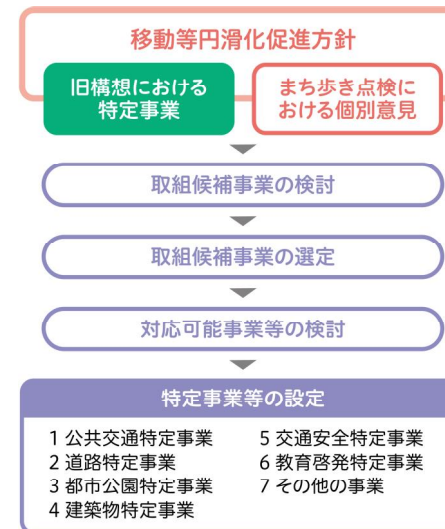 移動等円滑化促進方針
旧構想における
特定事業
まち歩き点検に
おける個別意見
取組候補事業の検討
取組候補事業の選定
対応可能事業等の検討
特定事業等の設定
1 公共交通特定事業
2 道路特定事業
3 都市公園特定事業
4 建築物特定事業
5 交通安全特定事業
6 教育啓発特定事業
7 その他の事業